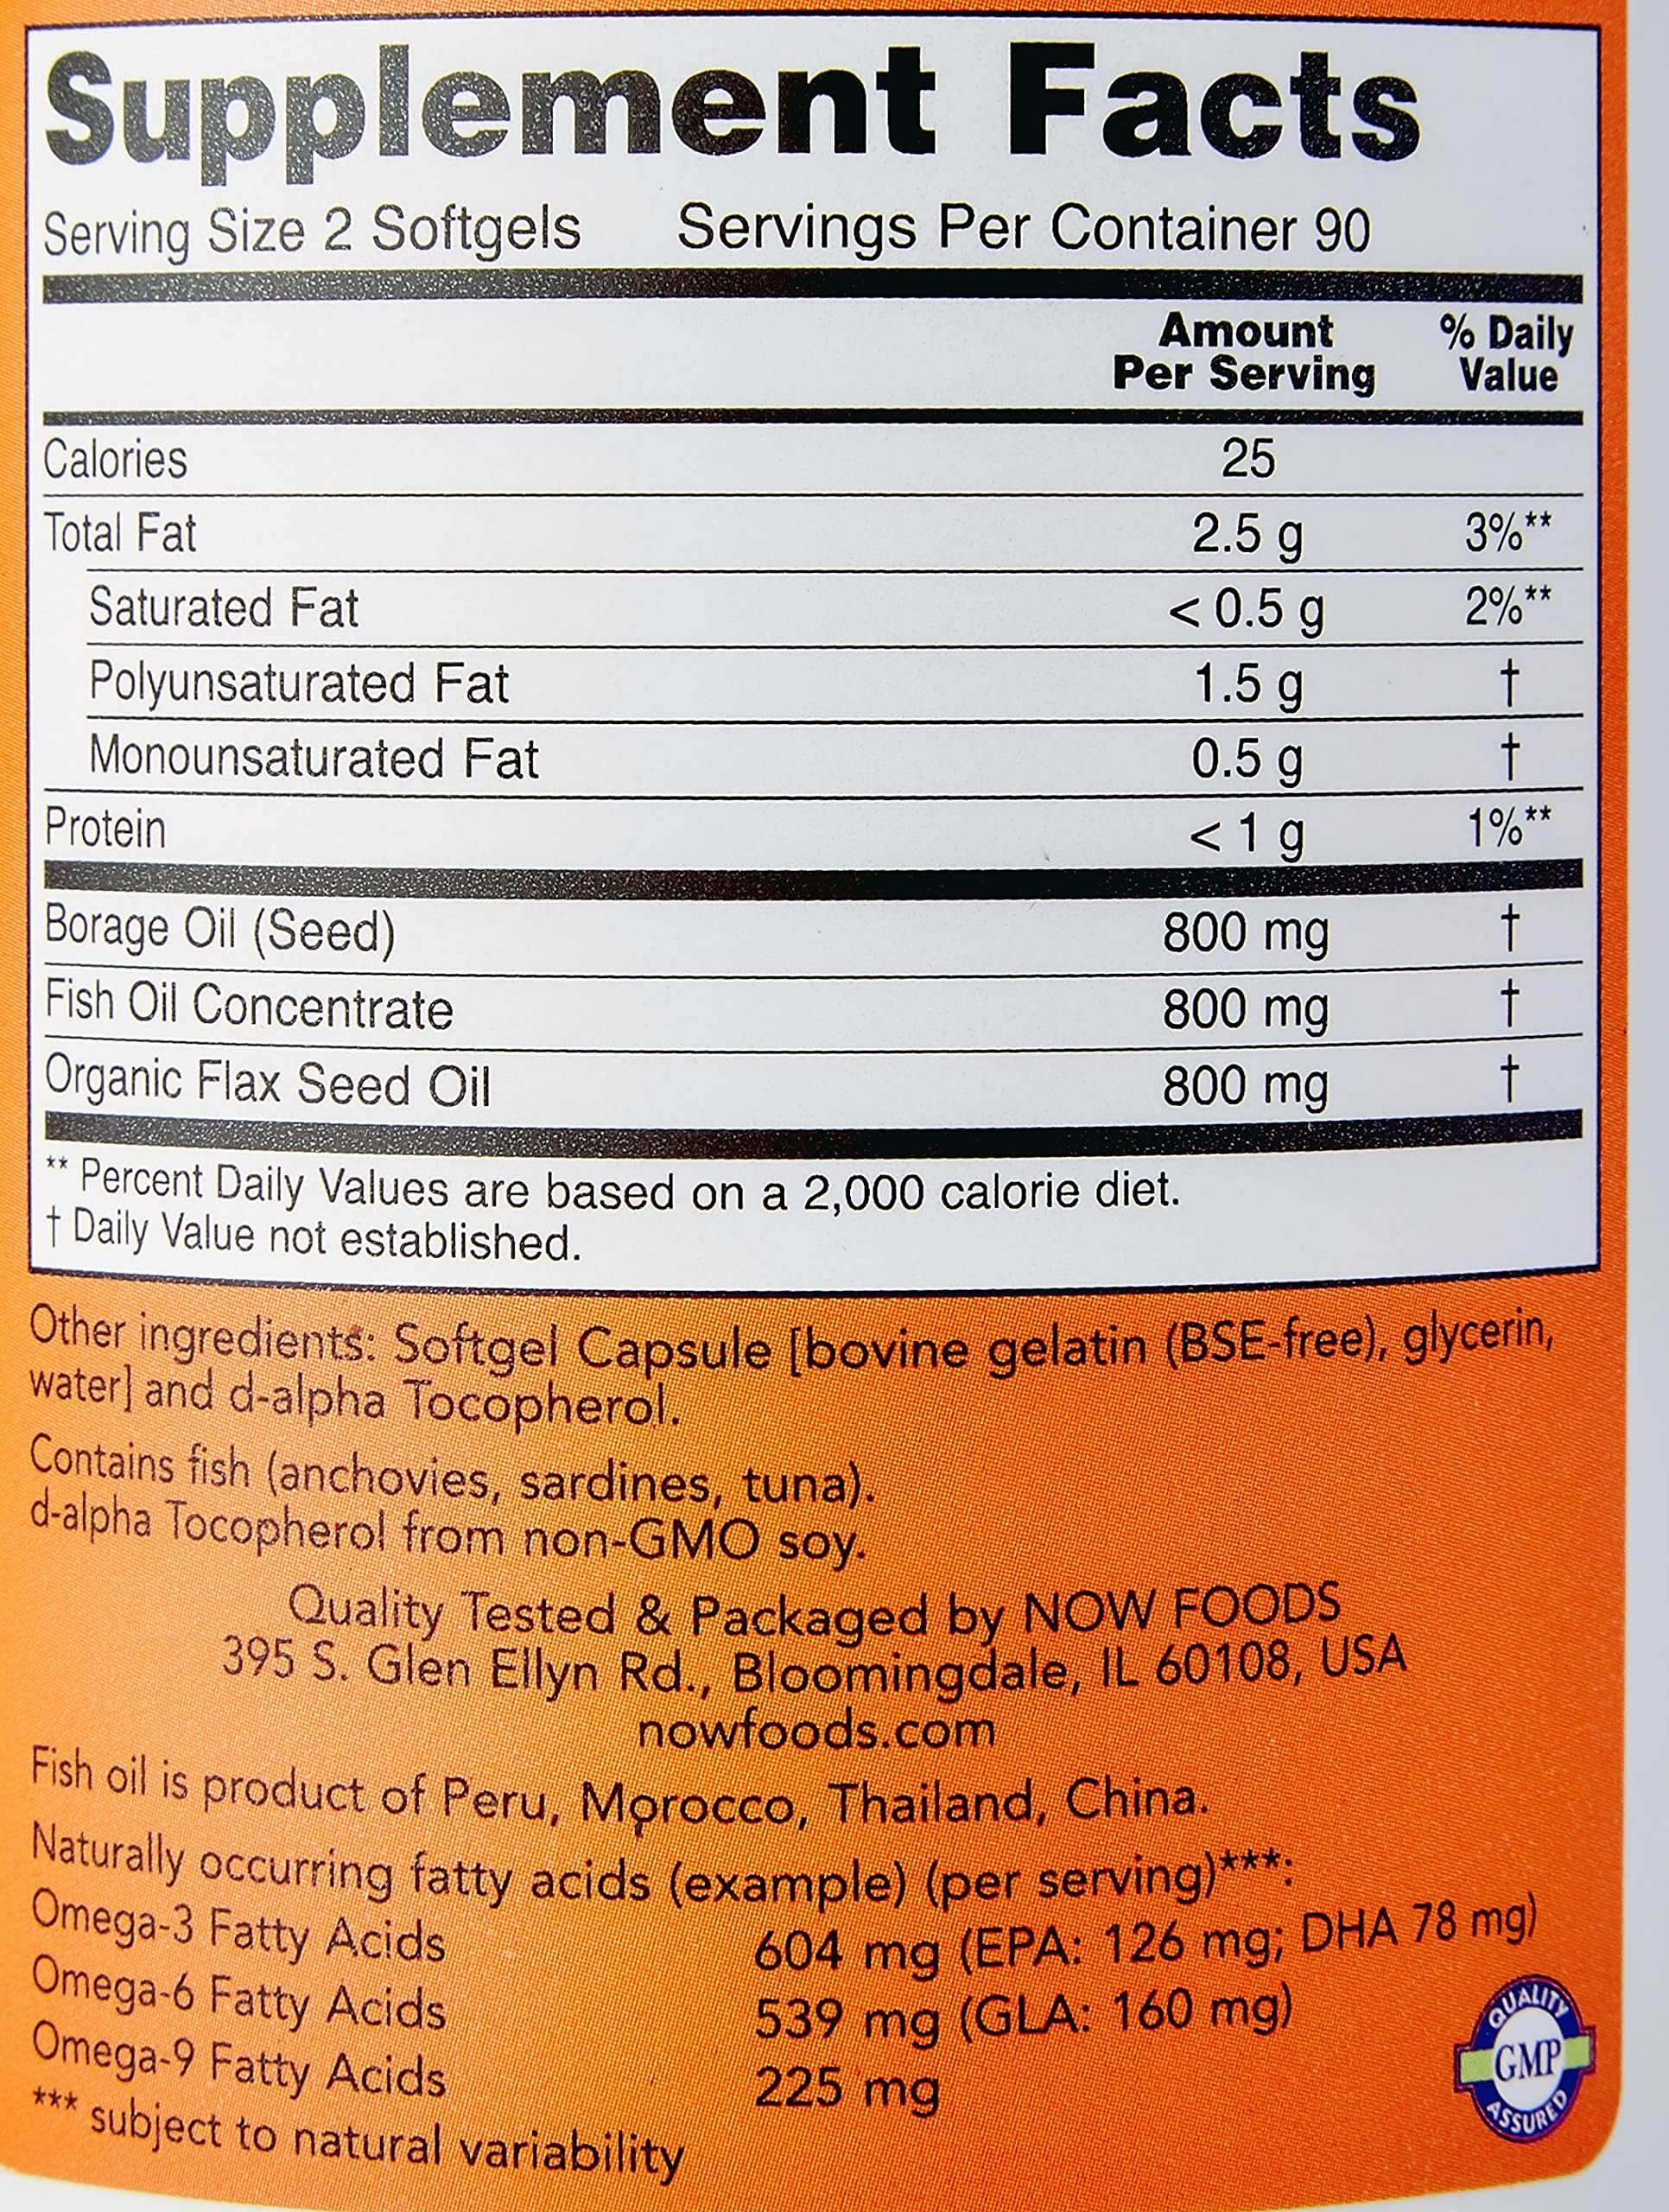 Supplement Facts
Serving Size 2 Softgels Servings Per Container 90
Amount Per Serving % Daily Value
Calories 25
Total Fat 2.5 g 3%**
Saturated Fat < 0.5 g 2%**
Polyunsaturated Fat 1.5 g †
Monounsaturated Fat 0.5 g †
Protein < 1 g 1%**
Borage Oil (Seed) 800 mg †
Fish Oil Concentrate 800 mg †
Organic Flax Seed Oil 800 mg †
** Percent Daily Values are based on a 2,000 calorie diet.
† Daily Value not established.
Other ingredients: Softgel Capsule [bovine gelatin (BSE-free), glycerin,
water] and d-alpha Tocopherol.
Contains fish (anchovies, sardines, tuna).
d-alpha Tocopherol from non-GMO soy.
Quality Tested & Packaged by NOW FOODS
395 S. Glen Ellyn Rd., Bloomingdale, IL 60108, USA
nowfoods.com
Fish oil is product of Peru, Morocco, Thailand, China.
Naturally occurring fatty acids (example) (per serving)***:
Omega-3 Fatty Acids 604 mg (EPA: 126 mg; DHA 78 mg)
Omega-6 Fatty Acids 539 mg (GLA: 160 mg)
Omega-9 Fatty Acids 225 mg
*** subject to natural variability
QUALITY
GMP
ASSURED